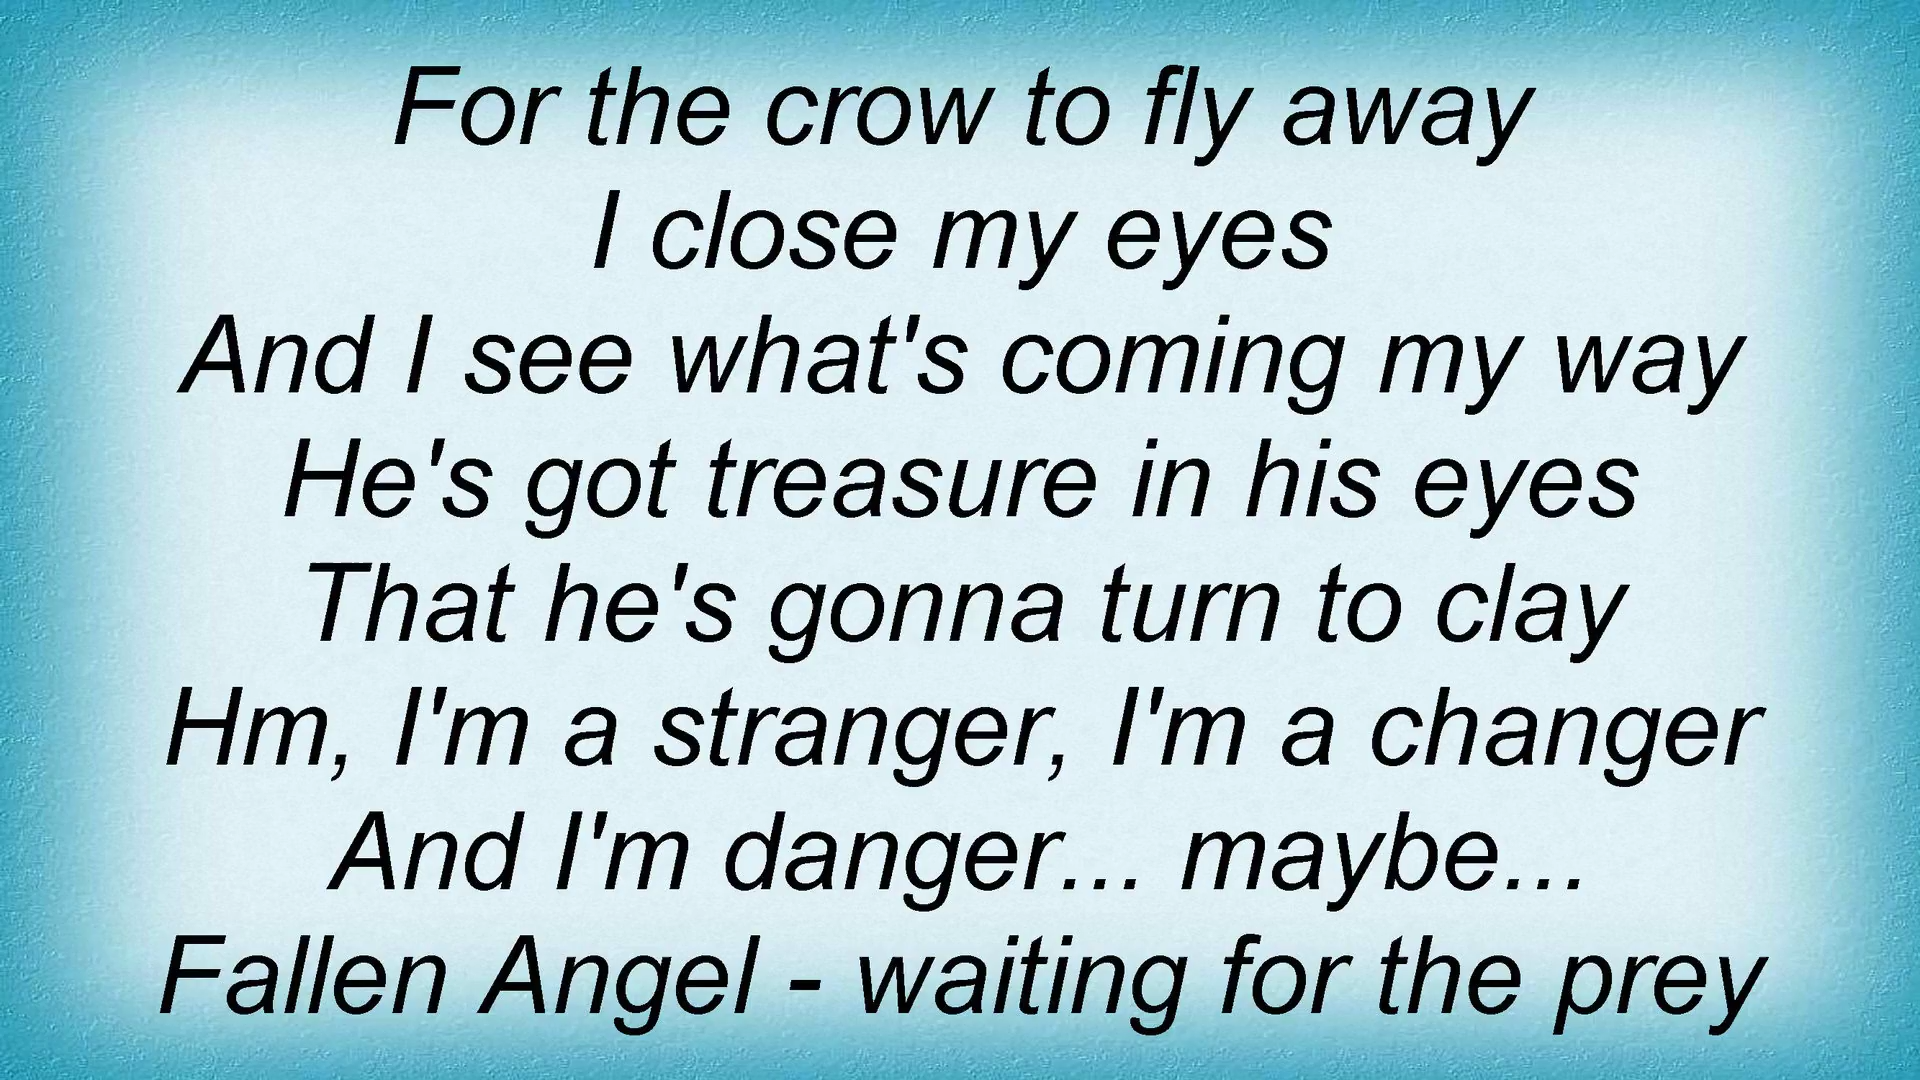 For the crow to fly away
I close my eyes
And I see what's coming my way
He's got treasure in his eyes
That he's gonna turn to clay
Hm, I'm a stranger, I'm a changer
And I'm danger... maybe...
Fallen Angel - waiting for the prey